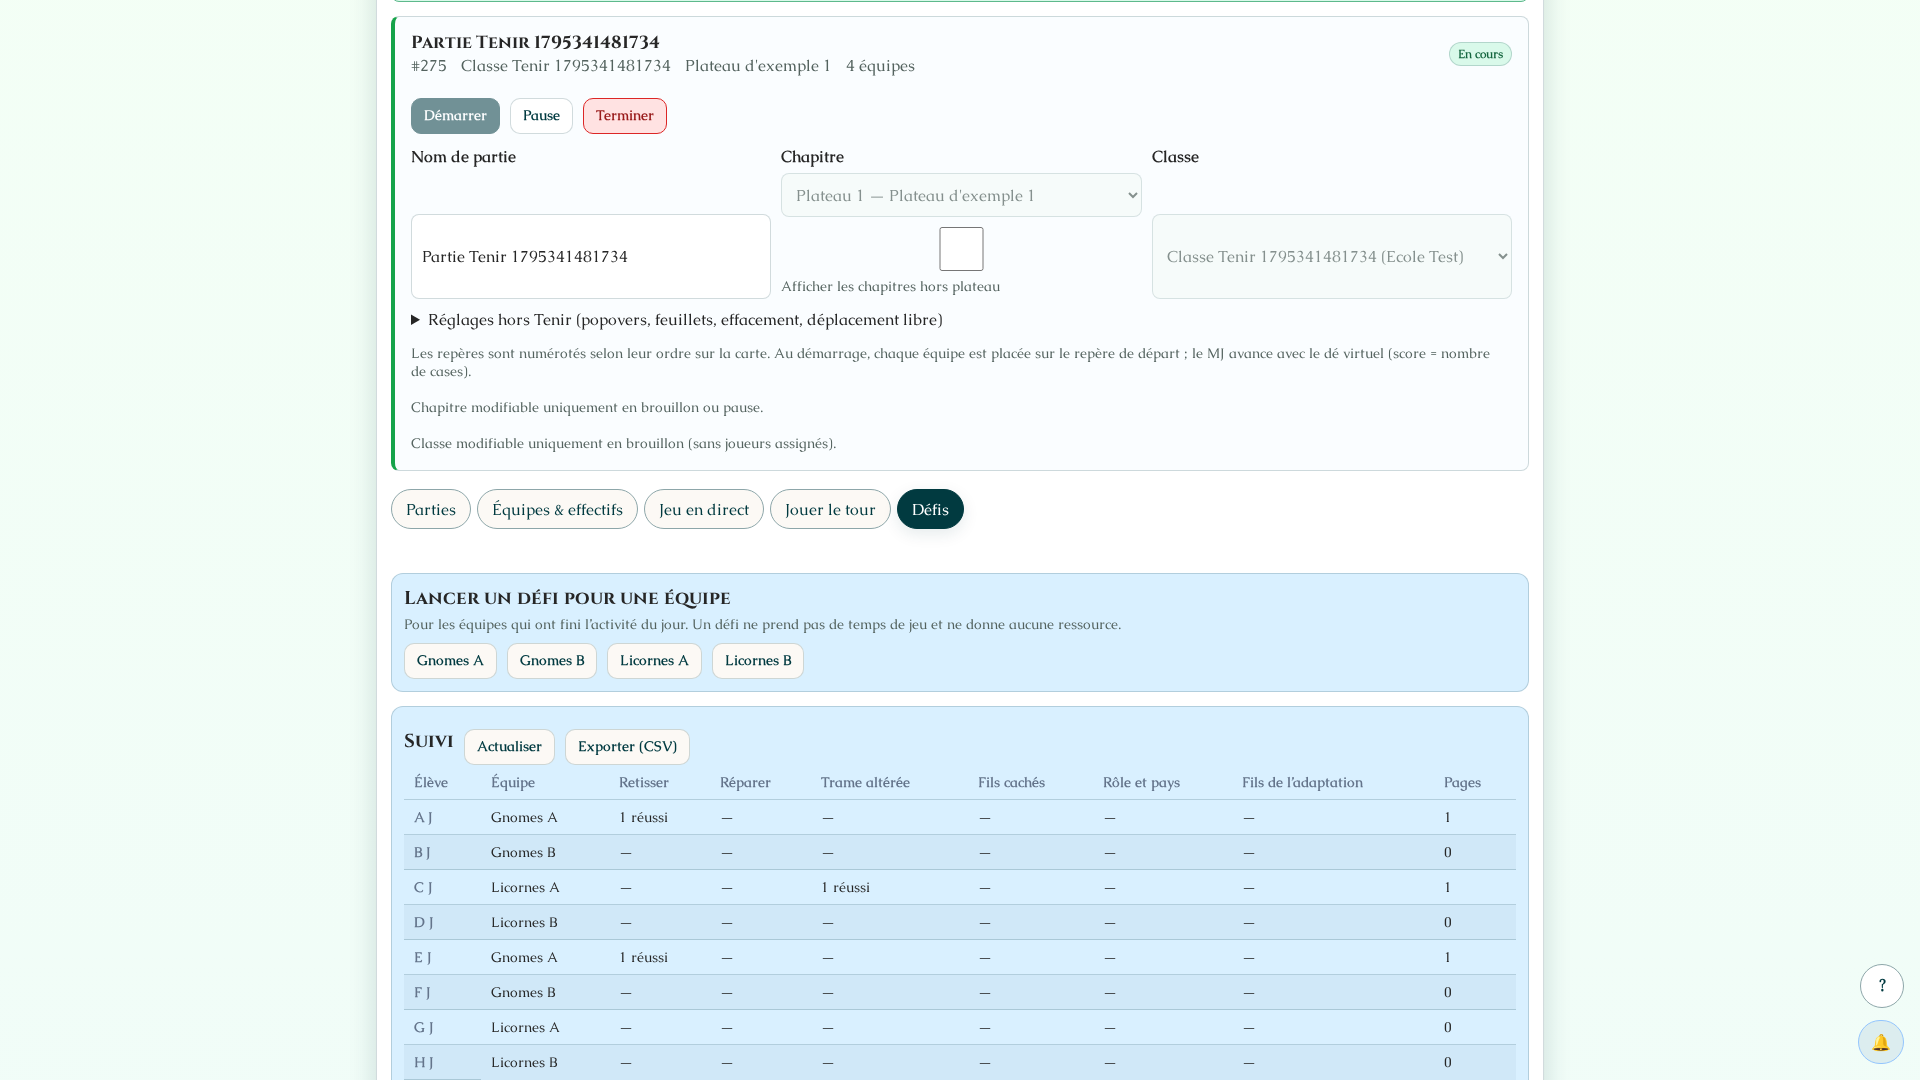 Partie Tenir 1795341481734
#275 Classe Tenir 1795341481734 Plateau d'exemple 1 4 équipes
En cours
Démarrer Pause Terminer
Nom de partie Chapitre Classe
Plateau 1 — Plateau d'exemple 1
Partie Tenir 1795341481734
Classe Tenir 1795341481734 (Ecole Test)
Afficher les chapitres hors plateau
Réglages hors Tenir (popovers, feuillets, effacement, déplacement libre)
Les repères sont numérotés selon leur ordre sur la carte. Au démarrage, chaque équipe est placée sur le repère de départ ; le MJ avance avec le dé virtuel (score = nombre
de cases).
Chapitre modifiable uniquement en brouillon ou pause.
Classe modifiable uniquement en brouillon (sans joueurs assignés).
Parties Équipes & effectifs Jeu en direct Jouer le tour Défis
Lancer un défi pour une équipe
Pour les équipes qui ont fini l’activité du jour. Un défi ne prend pas de temps de jeu et ne donne aucune ressource.
Gnomes A Gnomes B Licornes A Licornes B
Suivi Actualiser Exporter (CSV)
Élève Équipe Retisser Réparer Trame altérée Fils cachés Rôle et pays Fils de l’adaptation Pages
A J Gnomes A 1 réussi — — — — — 1
B J Gnomes B — — — — — — 0
C J Licornes A — — 1 réussi — — — 1
D J Licornes B — — — — — — 0
E J Gnomes A 1 réussi — — — — — 1
F J Gnomes B — — — — — — 0
G J Licornes A — — — — — — 0
H J Licornes B — — — — — — 0
?